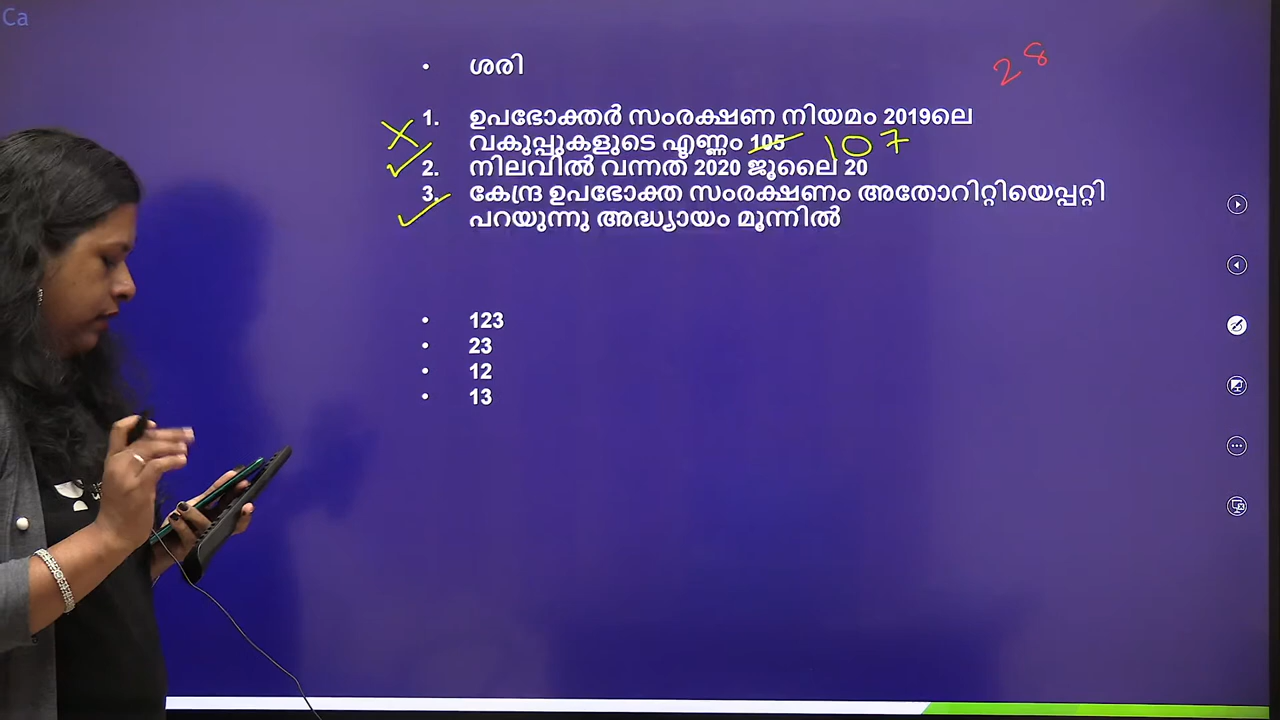 Ca
ശരി
28
1. ഉപഭോക്തർ സംരക്ഷണ നിയമം 2019ലെ
വകുപ്പുകളുടെ എണ്ണം 105 107
2. നിലവിൽ വന്നത് 2020 ജൂലൈ 20
3. കേന്ദ്ര ഉപഭോക്ത സംരക്ഷണം അതോറിറ്റിയെപ്പറ്റി
പറയുന്നു അദ്ധ്യായം മൂന്നിൽ
123
23
12
13